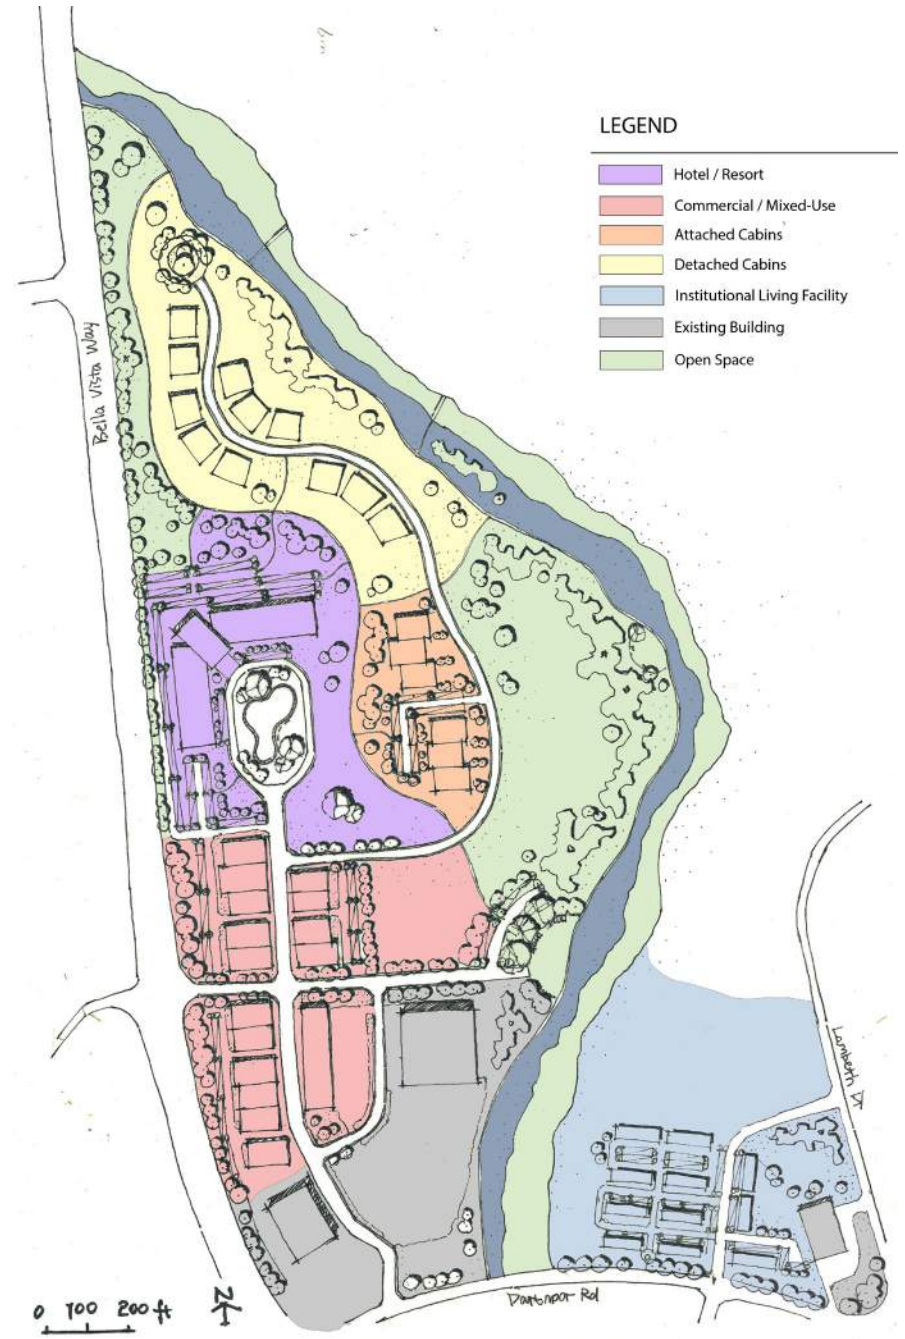 LEGEND
Hotel / Resort
Commercial / Mixed-Use
Attached Cabins
Detached Cabins
Institutional Living Facility
Existing Building
Open Space
Bella Vista Way
Lambeth Dr
Rd
0 100 200 ft
N